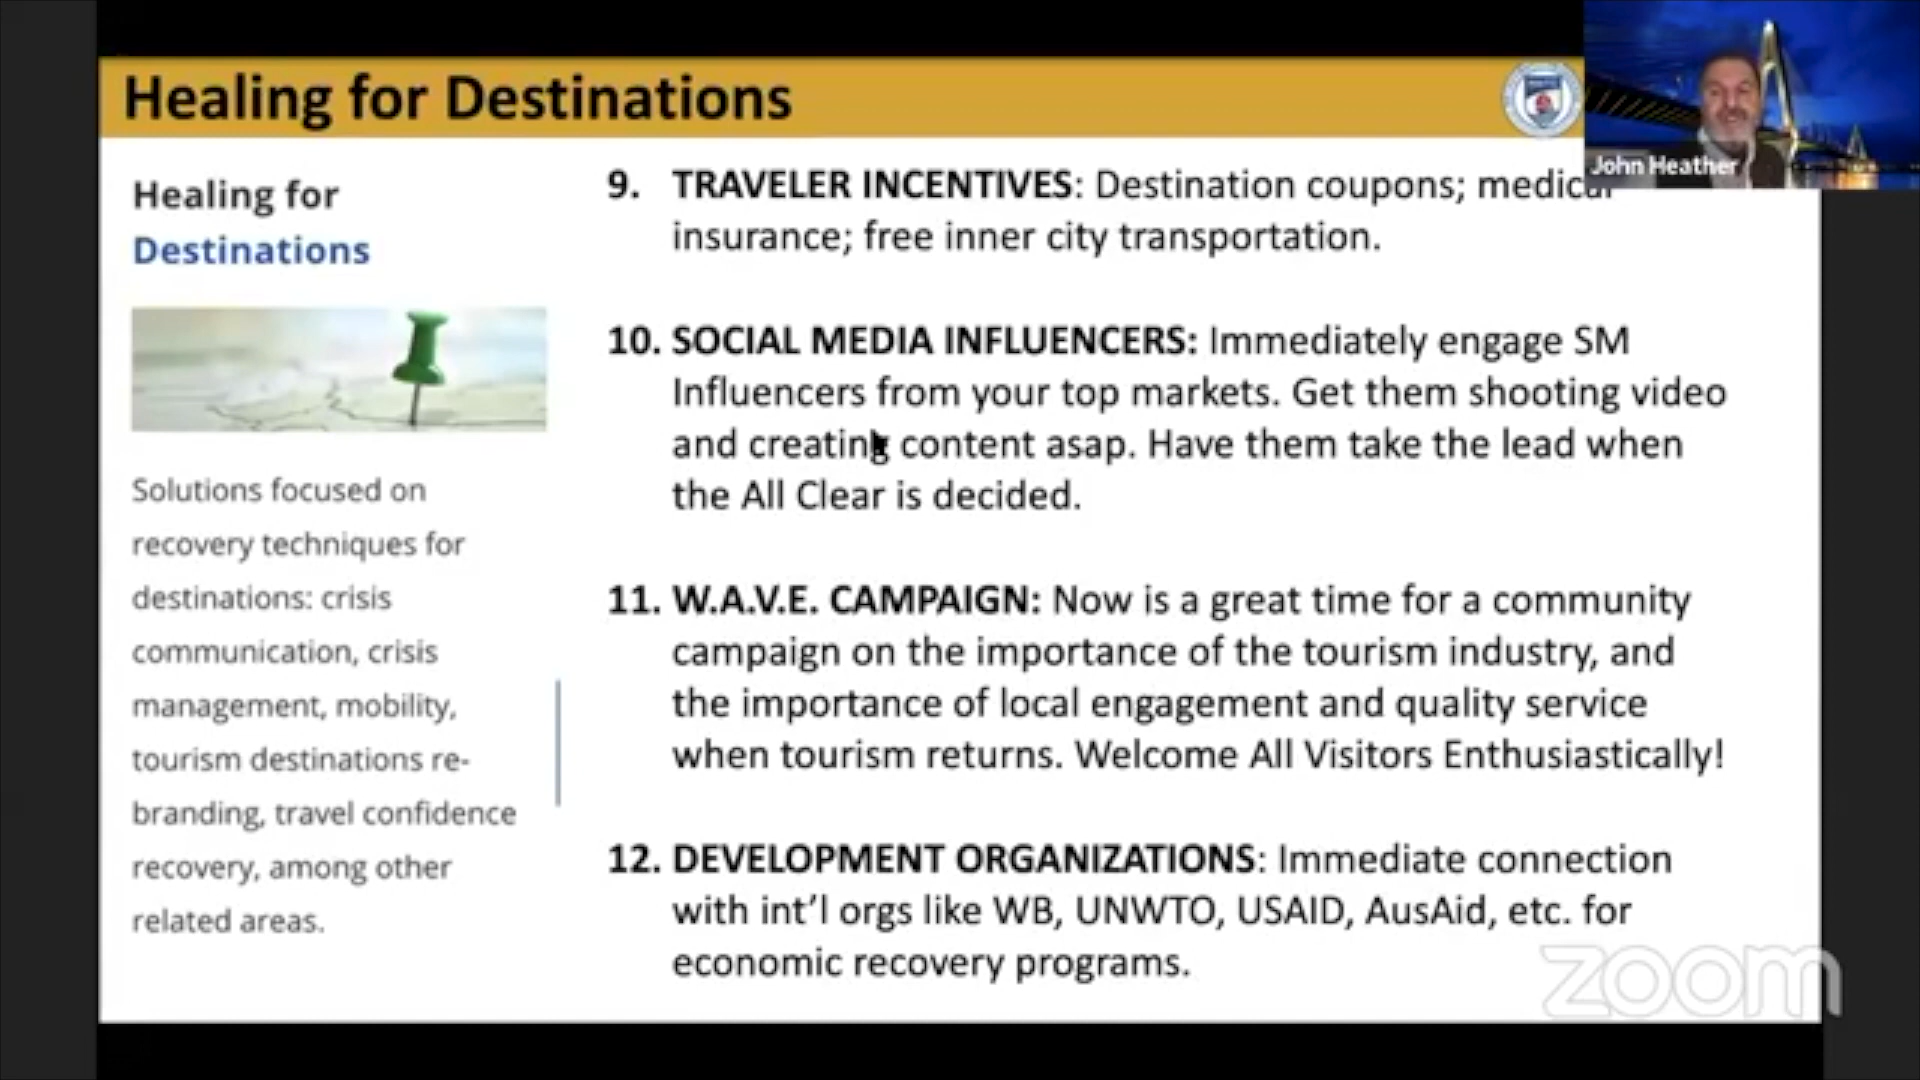 Healing for Destinations
John Heather
Healing for
Destinations
Solutions focused on
recovery techniques for
destinations: crisis
communication, crisis
management, mobility,
tourism destinations re-
branding, travel confidence
recovery, among other
related areas.
9. TRAVELER INCENTIVES: Destination coupons; medical
insurance; free inner city transportation.
10. SOCIAL MEDIA INFLUENCERS: Immediately engage SM
Influencers from your top markets. Get them shooting video
and creating content asap. Have them take the lead when
the All Clear is decided.
11. W.A.V.E. CAMPAIGN: Now is a great time for a community
campaign on the importance of the tourism industry, and
the importance of local engagement and quality service
when tourism returns. Welcome All Visitors Enthusiastically!
12. DEVELOPMENT ORGANIZATIONS: Immediate connection
with int'l orgs like WB, UNWTO, USAID, AusAid, etc. for
economic recovery programs.
zoom